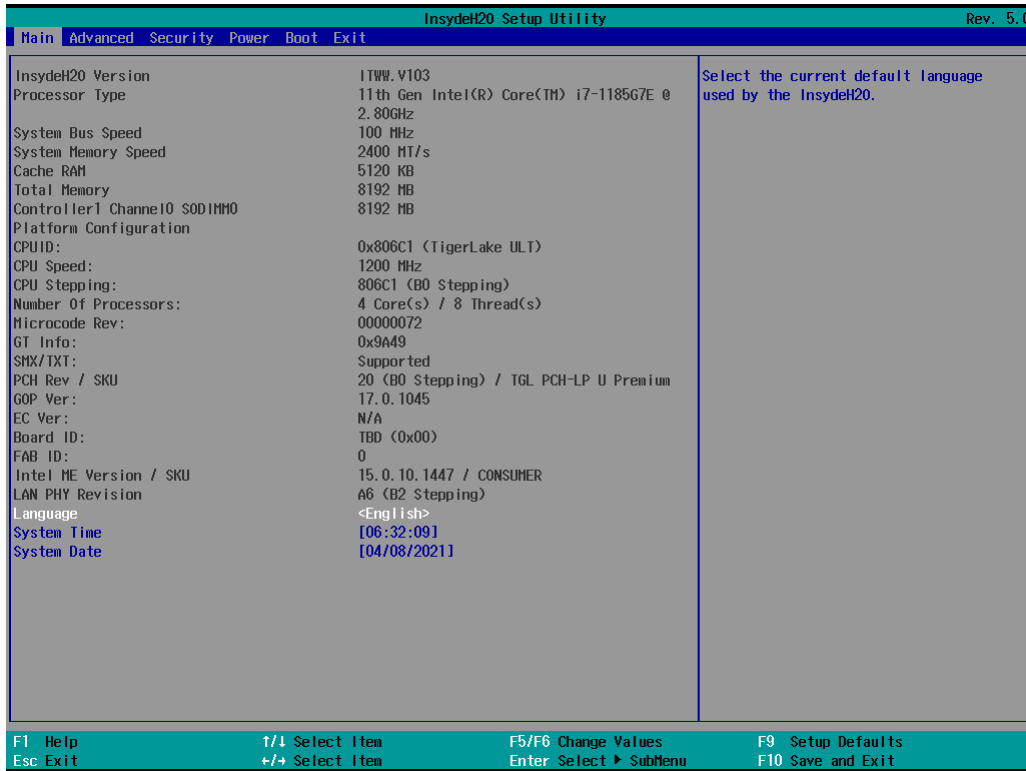 InsydeH20 Setup Utility Rev. 5.0
Main Advanced Security Power Boot Exit
InsydeH20 Version ITWW.V103 Select the current default language
Processor Type 11th Gen Intel(R) Core(TM) i7-1185G7E @ used by the InsydeH20.
2.80GHz
System Bus Speed 100 MHz
System Memory Speed 2400 MT/s
Cache RAM 5120 KB
Total Memory 8192 MB
Controller1 Channel0 SODIMM0 8192 MB
Platform Configuration
CPUID: 0x806C1 (TigerLake ULT)
CPU Speed: 1200 MHz
CPU Stepping: 806C1 (B0 Stepping)
Number Of Processors: 4 Core(s) / 8 Thread(s)
Microcode Rev: 00000072
GT Info: 0x9A49
SMX/TXT: Supported
PCH Rev / SKU 20 (B0 Stepping) / TGL PCH-LP U Premium
GOP Ver: 17.0.1045
EC Ver: N/A
Board ID: TBD (0x00)
FAB ID: 0
Intel ME Version / SKU 15.0.10.1447 / CONSUMER
LAN PHY Revision A6 (B2 Stepping)
Language <English>
System Time [06:32:09]
System Date [04/08/2021]
F1 Help ↑/↓ Select Item F5/F6 Change Values F9 Setup Defaults
Esc Exit ←/→ Select Item Enter Select ▶ SubMenu F10 Save and Exit